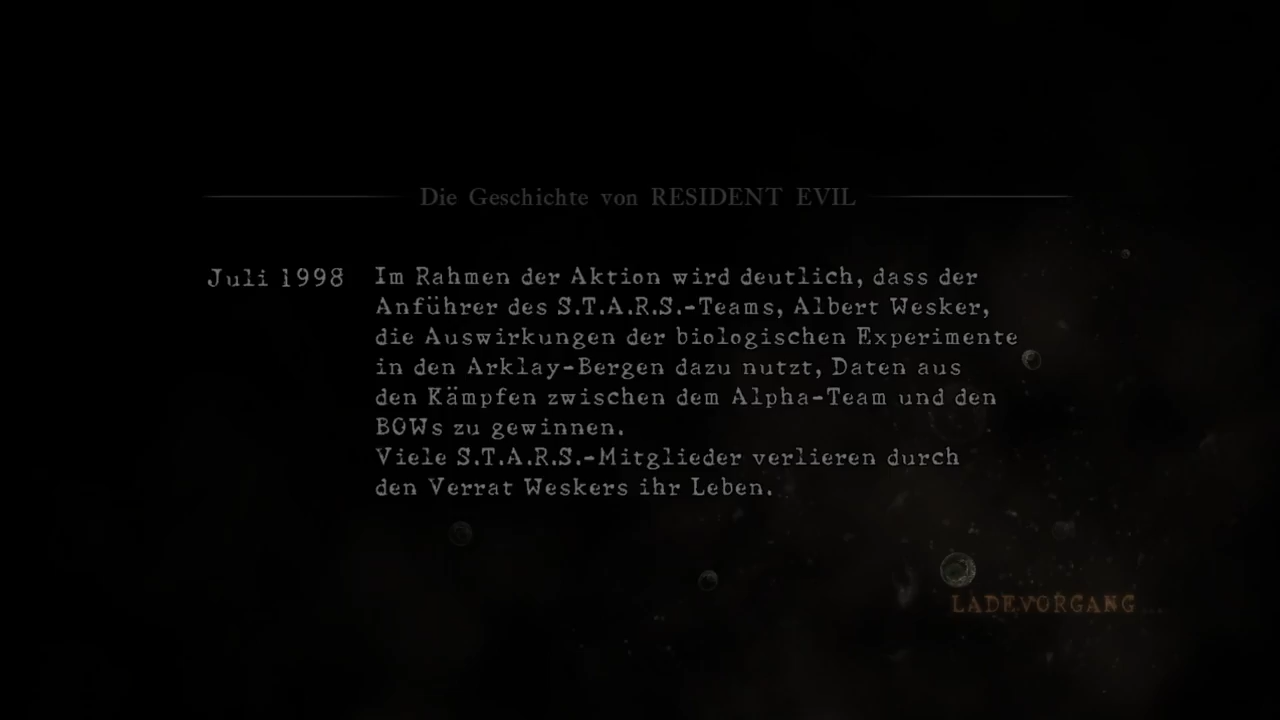 Die Geschichte von RESIDENT EVIL
Juli 1998 Im Rahmen der Aktion wird deutlich, dass der
Anführer des S.T.A.R.S.-Teams, Albert Wesker,
die Auswirkungen der biologischen Experimente
in den Arklay-Bergen dazu nutzt, Daten aus
den Kämpfen zwischen dem Alpha-Team und den
BOWs zu gewinnen.
Viele S.T.A.R.S.-Mitglieder verlieren durch
den Verrat Weskers ihr Leben.
LADEVORGANG...